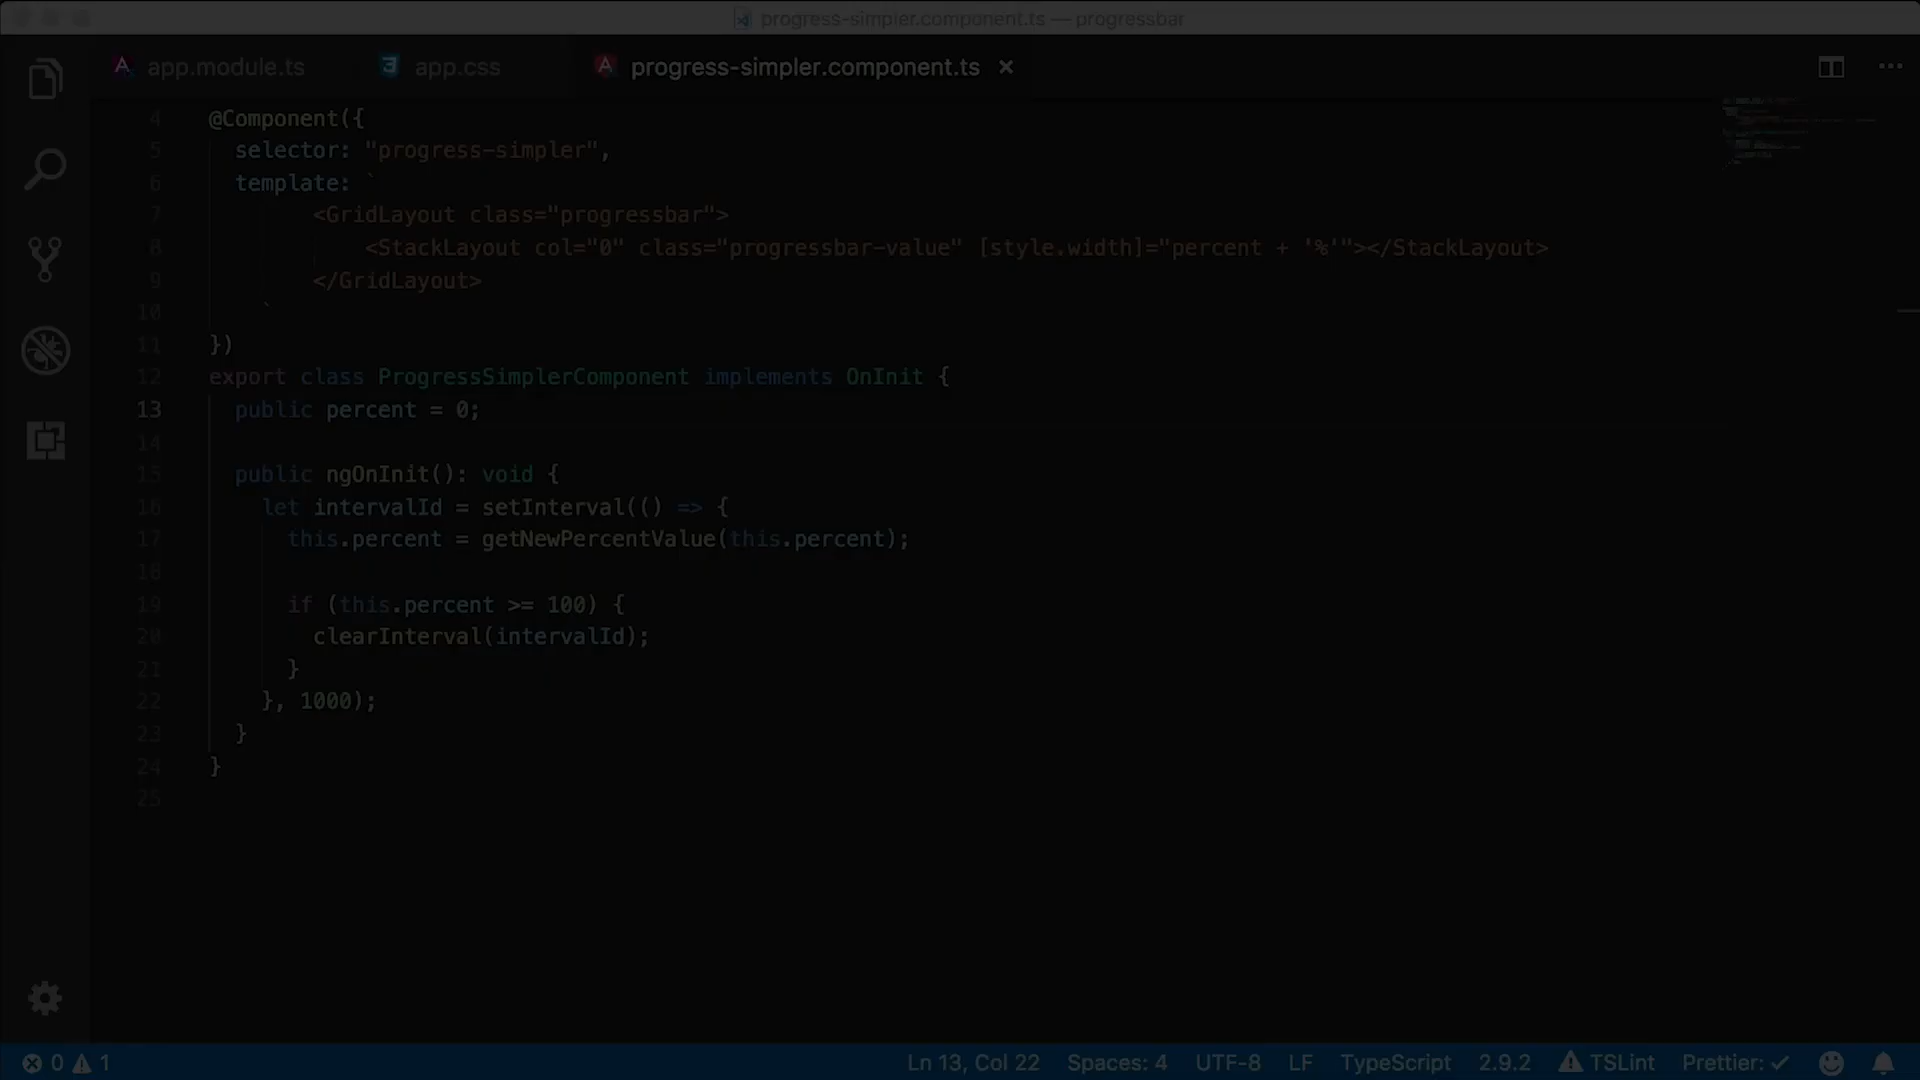 progress-simpler.component.ts — progressbar
app.module.ts
app.css
progress-simpler.component.ts ×
4 @Component({
5 selector: "progress-simpler",
6 template: `
7 <GridLayout class="progressbar">
8 <StackLayout col="0" class="progressbar-value" [style.width]="percent + '%'"></StackLayout>
9 </GridLayout>
10 `
11 })
12 export class ProgressSimplerComponent implements OnInit {
13 public percent = 0;
14
15 public ngOnInit(): void {
16 let intervalId = setInterval(() => {
17 this.percent = getNewPercentValue(this.percent);
18
19 if (this.percent >= 100) {
20 clearInterval(intervalId);
21 }
22 }, 1000);
23 }
24 }
25
0 1 Ln 13, Col 22 Spaces: 4 UTF-8 LF TypeScript 2.9.2 TSLint Prettier: ✓